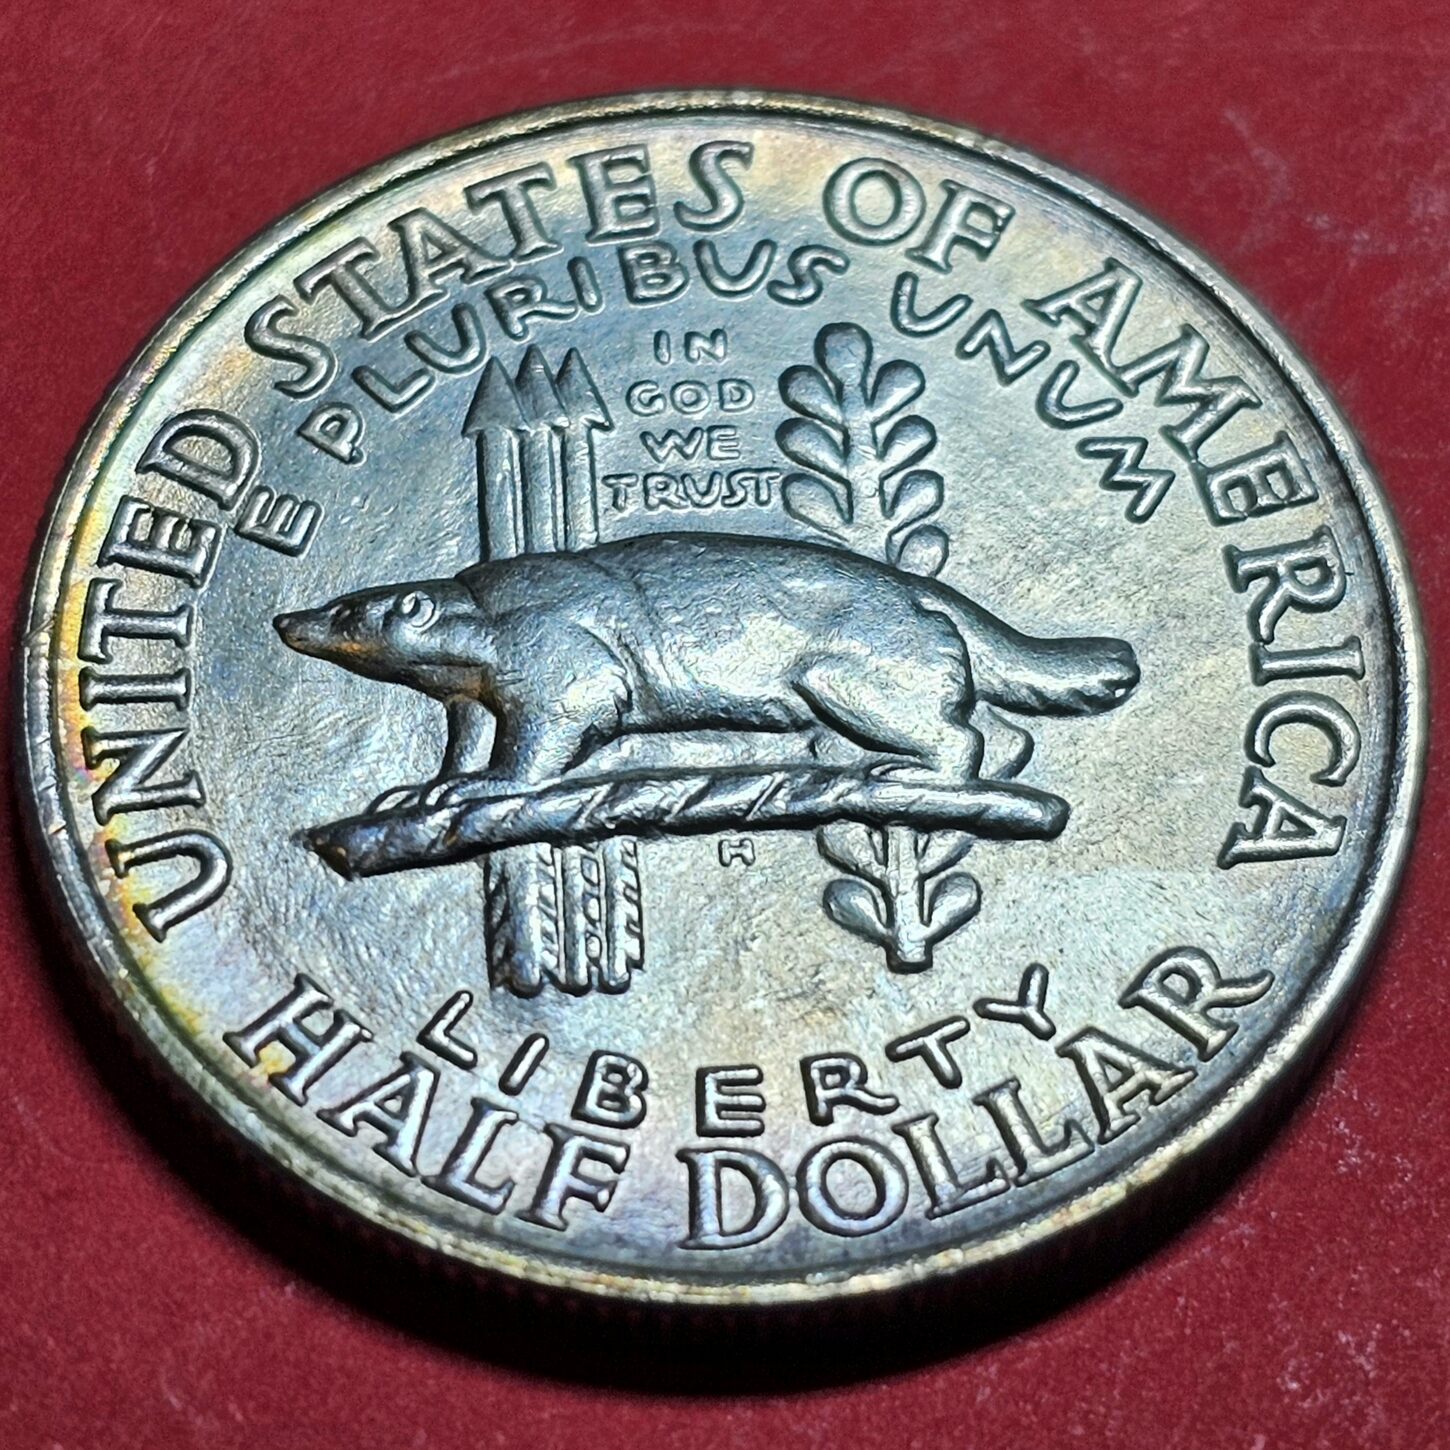 UNITED STATES OF AMERICA
E PLURIBUS UNUM
IN
GOD
WE
TRUST
H
LIBERTY
HALF DOLLAR